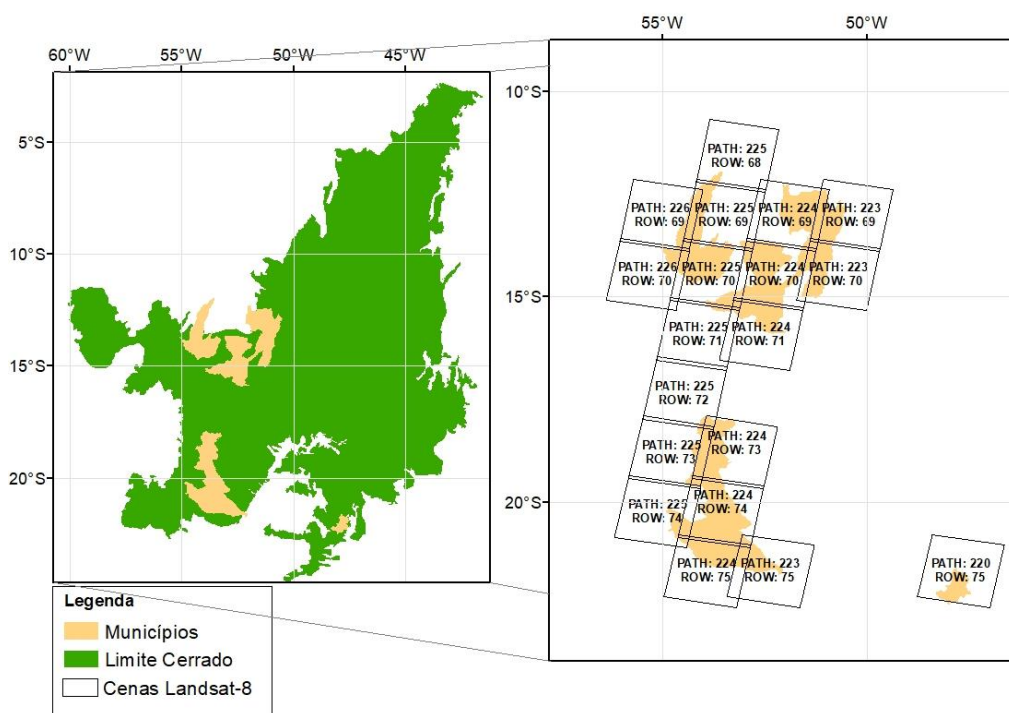 60°W 55°W 50°W 45°W
5°S
10°S
15°S
20°S
Legenda
Municípios
Limite Cerrado
Cenas Landsat-8
55°W 50°W
10°S
15°S
20°S
PATH: 225
ROW: 68
PATH: 226
ROW: 69
PATH: 225
ROW: 69
PATH: 224
ROW: 69
PATH: 223
ROW: 69
PATH: 226
ROW: 70
PATH: 225
ROW: 70
PATH: 224
ROW: 70
PATH: 223
ROW: 70
PATH: 225
ROW: 71
PATH: 224
ROW: 71
PATH: 225
ROW: 72
PATH: 225
ROW: 73
PATH: 224
ROW: 73
PATH: 225
ROW: 74
PATH: 224
ROW: 74
PATH: 224
ROW: 75
PATH: 223
ROW: 75
PATH: 220
ROW: 75